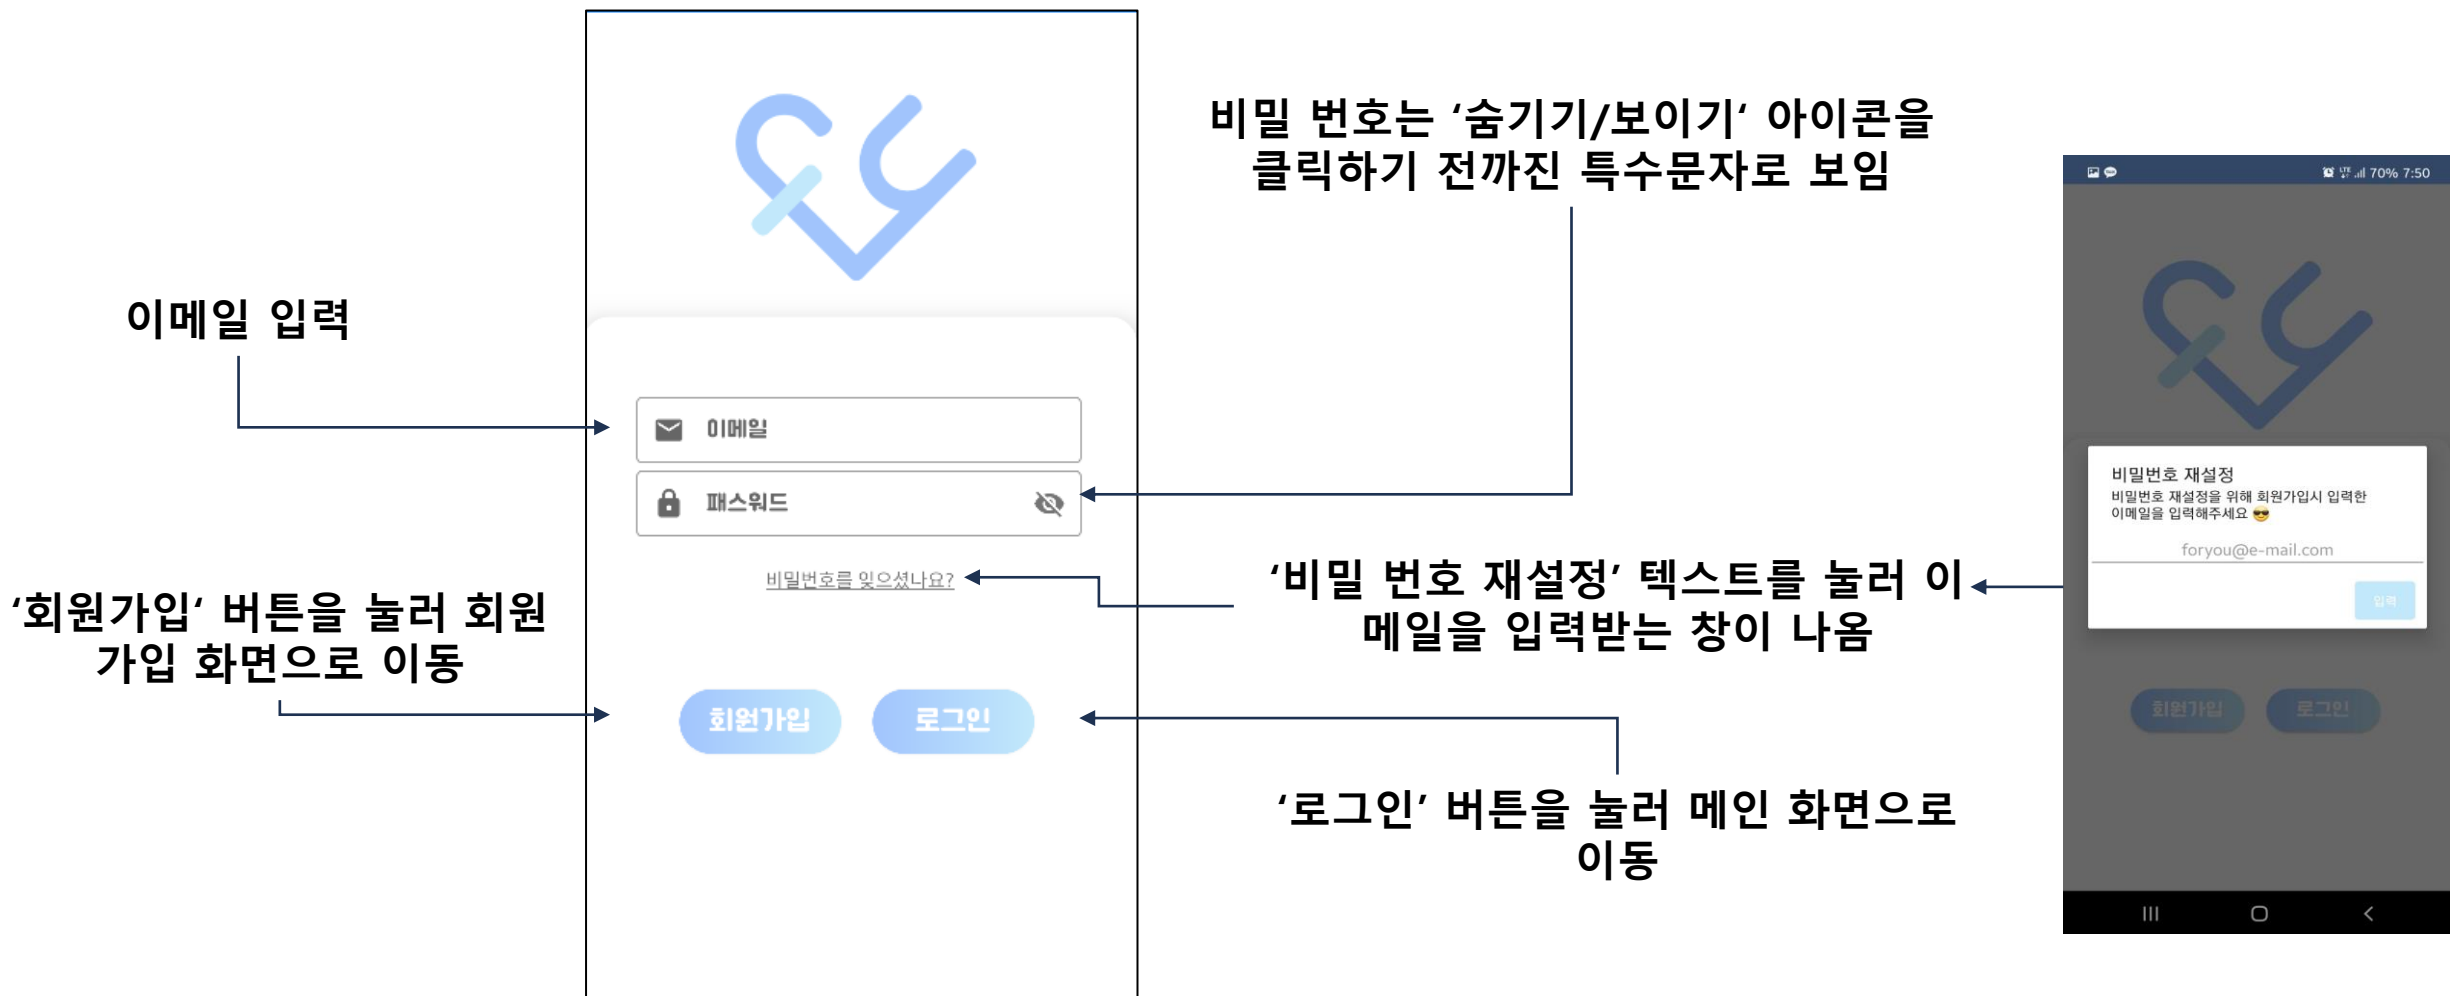 이메일 입력
‘회원가입‘ 버튼을 눌러 회원
가입 화면으로 이동
이메일
패스워드
비밀번호를 잊으셨나요?
회원가입
로그인
비밀 번호는 ‘숨기기/보이기‘ 아이콘을
클릭하기 전까진 특수문자로 보임
‘비밀 번호 재설정’ 텍스트를 눌러 이
메일을 입력받는 창이 나옴
‘로그인’ 버튼을 눌러 메인 화면으로
이동
70% 7:50
비밀번호 재설정
비밀번호 재설정을 위해 회원가입시 입력한
이메일을 입력해주세요 😎
foryou@e-mail.com
입력
회원가입
로그인